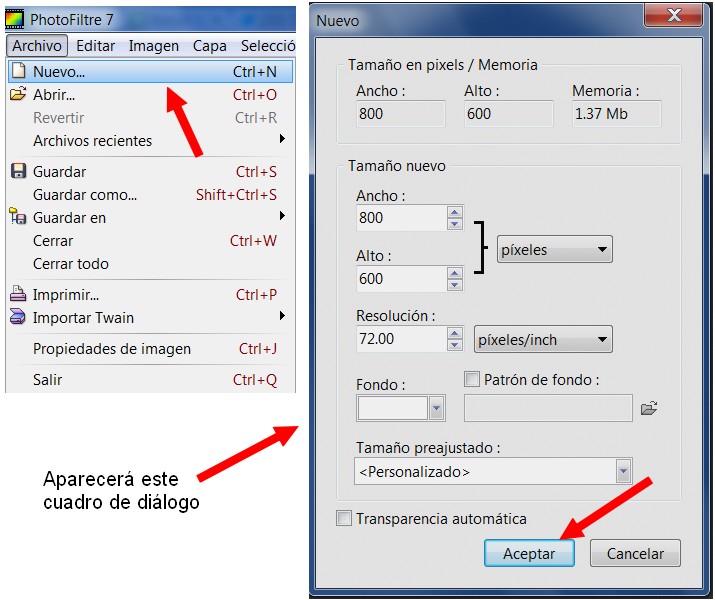 PhotoFiltre 7
Archivo Editar Imagen Capa Selecció
Nuevo... Ctrl+N
Abrir... Ctrl+O
Revertir Ctrl+R
Archivos recientes
Guardar Ctrl+S
Guardar como... Shift+Ctrl+S
Guardar en
Cerrar Ctrl+W
Cerrar todo
Imprimir... Ctrl+P
Importar Twain
Propiedades de imagen Ctrl+J
Salir Ctrl+Q
Aparecerá este
cuadro de diálogo
Nuevo
Tamaño en pixels / Memoria
Ancho : Alto : Memoria :
800 600 1.37 Mb
Tamaño nuevo
Ancho :
800
píxeles
Alto :
600
Resolución :
72.00 píxeles/inch
Fondo : Patrón de fondo :
Tamaño preajustado :
<Personalizado>
Transparencia automática
Aceptar Cancelar